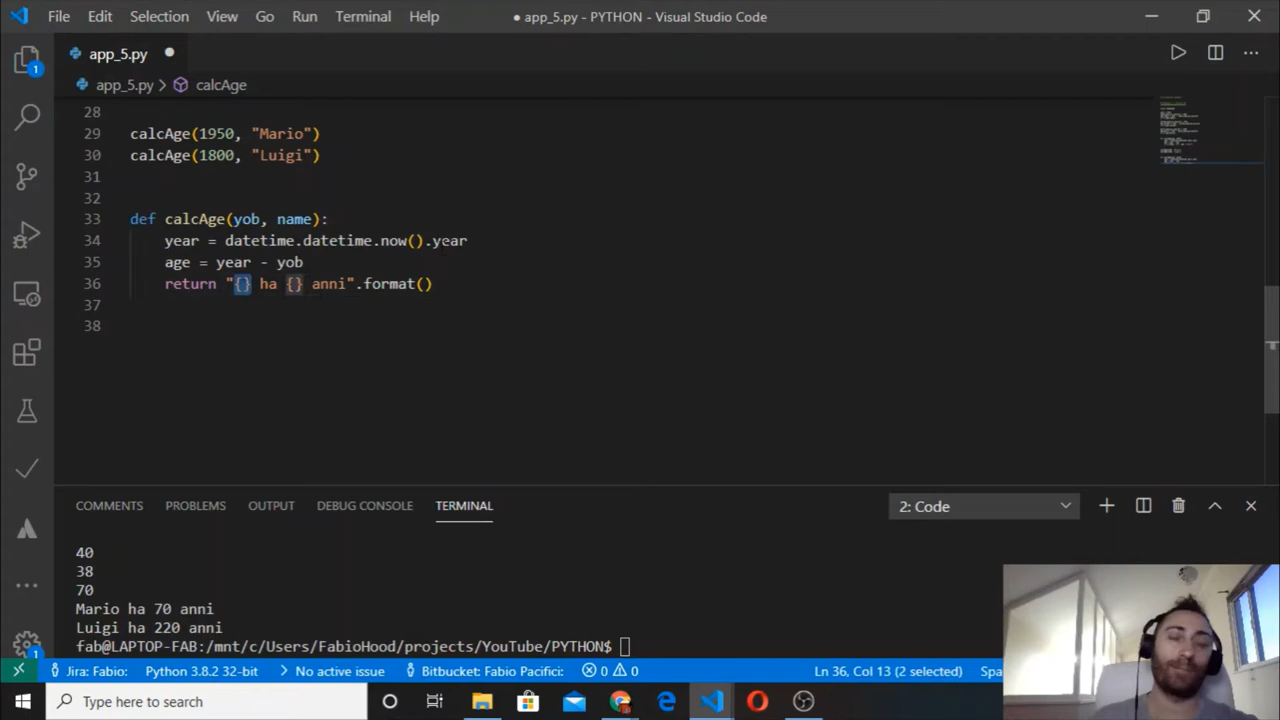 File Edit Selection View Go Run Terminal Help
● app_5.py - PYTHON - Visual Studio Code
app_5.py
app_5.py > calcAge
28
29 calcAge(1950, "Mario")
30 calcAge(1800, "Luigi")
31
32
33 def calcAge(yob, name):
34 year = datetime.datetime.now().year
35 age = year - yob
36 return "{} ha {} anni".format()
37
38
COMMENTS PROBLEMS OUTPUT DEBUG CONSOLE TERMINAL 2: Code
40
38
70
Mario ha 70 anni
Luigi ha 220 anni
fab@LAPTOP-FAB:/mnt/c/Users/FabioHood/projects/YouTube/PYTHON$
1
1
Jira: Fabio: Python 3.8.2 32-bit No active issue Bitbucket: Fabio Pacifici: 0 0 Ln 36, Col 13 (2 selected) Spa
Type here to search